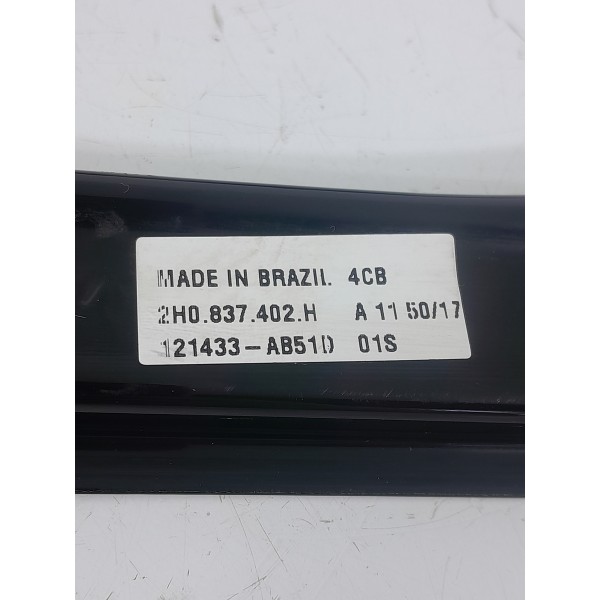 MADE IN BRAZIL. 4CB
2H0.837.402.H A 11 50/17
121433-AB51D 01S